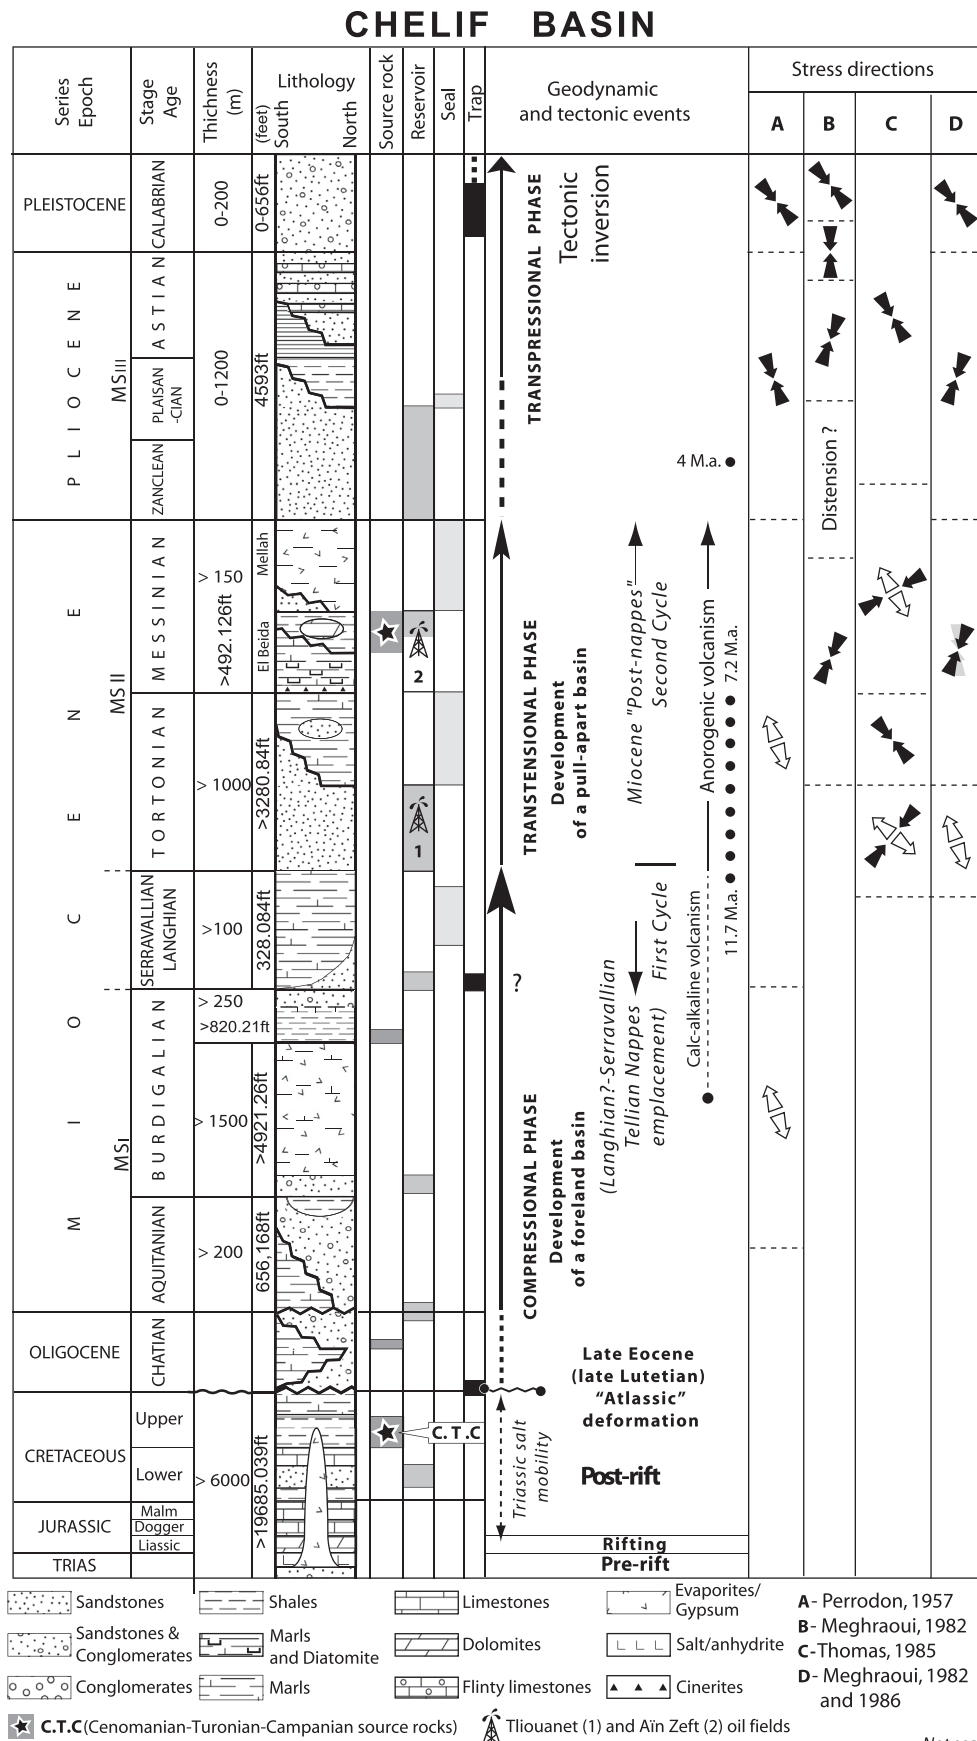 CHELIF BASIN
Series
Epoch
Stage
Age
Thichness
(m)
(feet)
Lithology
South
North
Source rock
Reservoir
Seal
Trap
Geodynamic
and tectonic events
Stress directions
A
B
C
D
PLEISTOCENE
CALABRIAN
0-200
0-656ft
TRANSPRESSIONAL PHASE
Tectonic
inversion
PLIOCENE
MSIII
ASTIAN
PLAISAN
-CIAN
ZANCLEAN
0-1200
4593ft
4 M.a.
Distension ?
MIOCENE
MS II
MESSINIAN
> 150
>492.126ft
Mellah
El Beida
2
TORTONIAN
> 1000
>3280.84ft
1
TRANSTENSIONAL PHASE
Development
of a pull-apart basin
Miocene "Post-nappes"
Second Cycle
Anorogenic volcanism
7.2 M.a.
11.7 M.a.
SERRAVALLIAN
LANGHIAN
>100
328.084ft
?
First Cycle
(Langhian?-Serravallian
Tellian Nappes
emplacement)
Calc-alkaline volcanism
MSI
BURDIGALIAN
> 250
>820.21ft
> 1500
>4921.26ft
COMPRESSIONAL PHASE
Development
of a foreland basin
AQUITANIAN
> 200
656,168ft
OLIGOCENE
CHATIAN
Late Eocene
(late Lutetian)
“Atlassic”
deformation
CRETACEOUS
Upper
Lower
> 6000
>19685.039ft
C. T .C
Triassic salt
mobility
Post-rift
JURASSIC
Malm
Dogger
Liassic
Rifting
TRIAS
Pre-rift
Sandstones
Shales
Limestones
Evaporites/
Gypsum
Sandstones &
Conglomerates
Marls
and Diatomite
Dolomites
Salt/anhydrite
Conglomerates
Marls
Flinty limestones
Cinerites
A- Perrodon, 1957
B- Meghraoui, 1982
C-Thomas, 1985
D- Meghraoui, 1982
and 1986
C.T.C (Cenomanian-Turonian-Campanian source rocks)
Tliouanet (1) and Aïn Zeft (2) oil fields